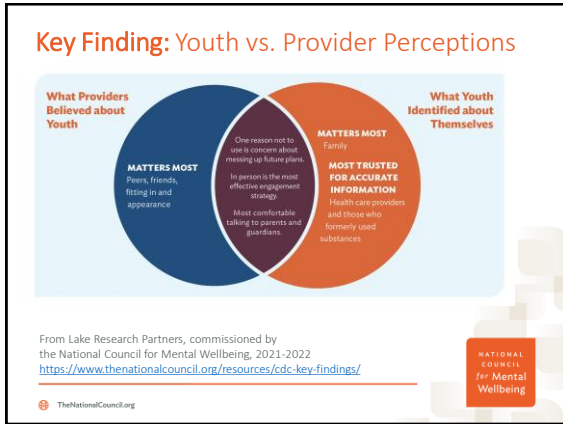 Key Finding: Youth vs. Provider Perceptions
What Providers
Believed about
Youth
MATTERS MOST
Peers, friends,
fitting in and
appearance
One reason not to
use is concern about
messing up future plans.
In person is the most
effective engagement
strategy.
Most comfortable
talking to parents and
guardians.
What Youth
Identified about
Themselves
MATTERS MOST
Family
MOST TRUSTED
FOR ACCURATE
INFORMATION
Health care providers
and those who
formerly used
substances
From Lake Research Partners, commissioned by
the National Council for Mental Wellbeing, 2021-2022
https://www.thenationalcouncil.org/resources/cdc-key-findings/
TheNationalCouncil.org
NATIONAL
COUNCIL
for Mental
Wellbeing